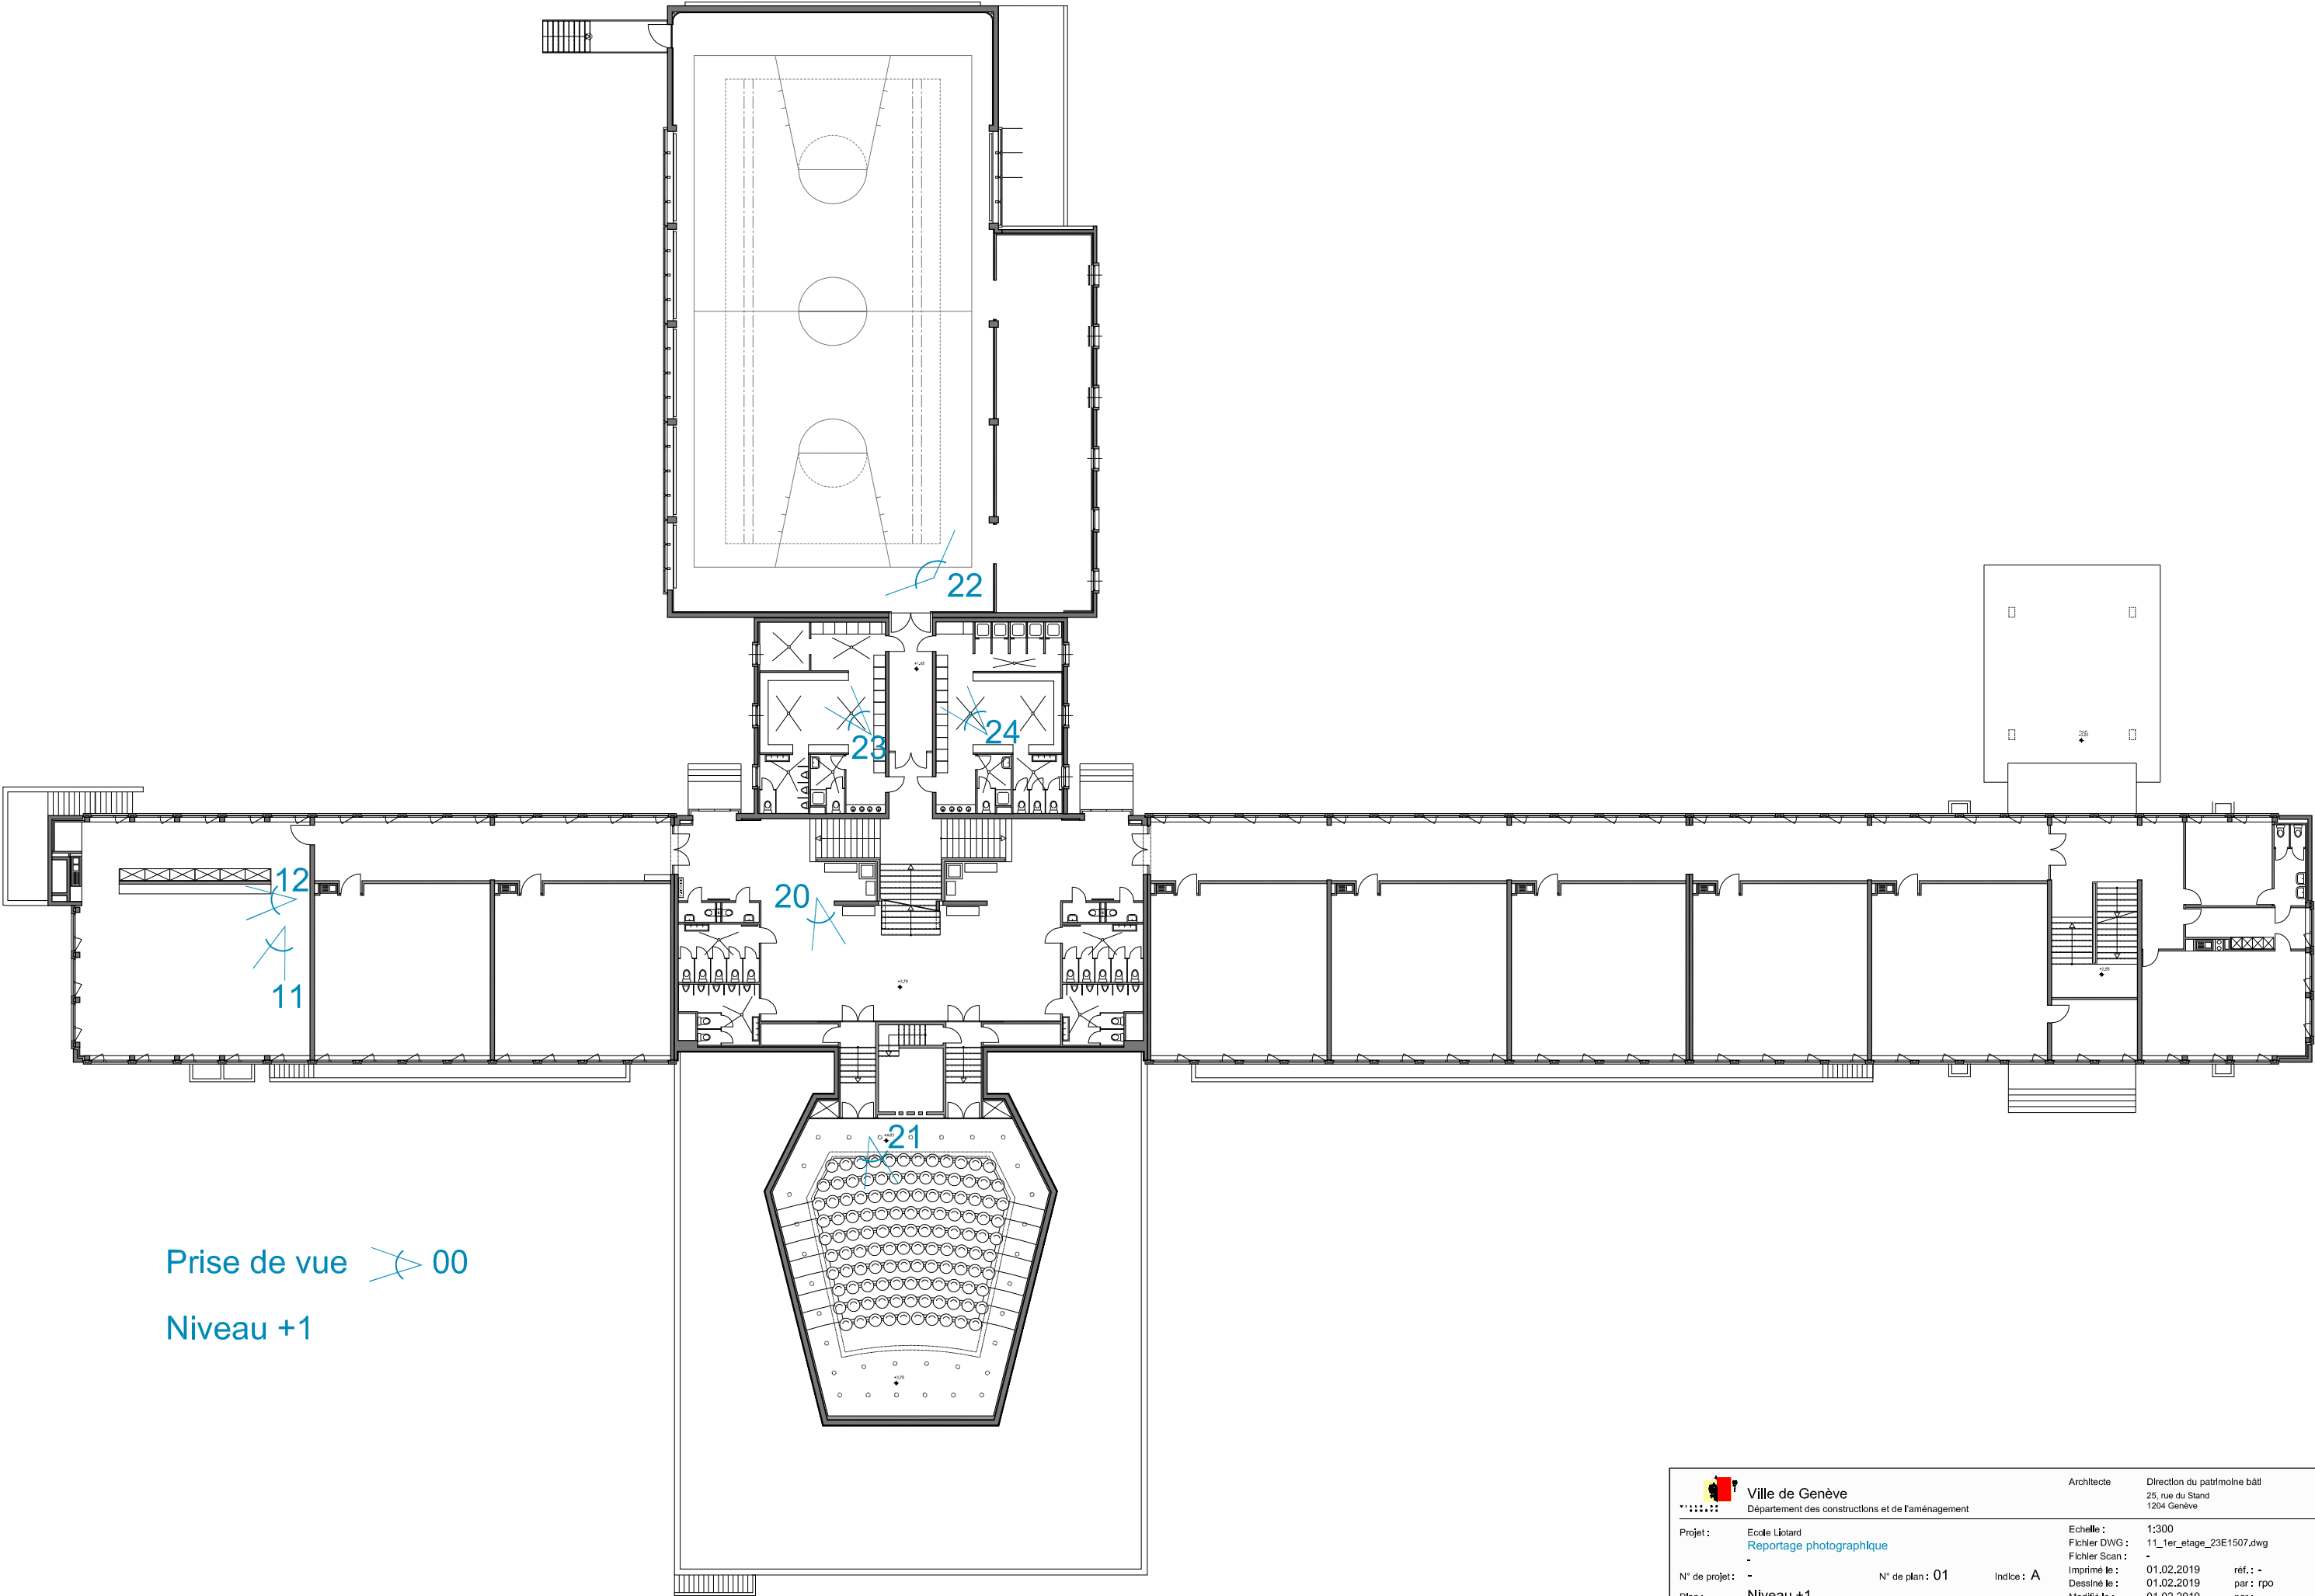 22
23
24
12
20
11
21
Prise de vue 00
Niveau +1
Ville de Genève
Département des constructions et de l'aménagement
Architecte Direction du patrimoine bâti
25, rue du Stand
1204 Genève
Projet : Ecole Liotard
Reportage photographique
-
N° de projet : - N° de plan : 01 Indice : A
Plan : Niveau +1
Echelle : 1:300
Fichier DWG : 11_1er_etage_23E1507.dwg
Fichier Scan : -
Imprimé le : 01.02.2019 réf. : -
Dessiné le : 01.02.2019 par : rpo